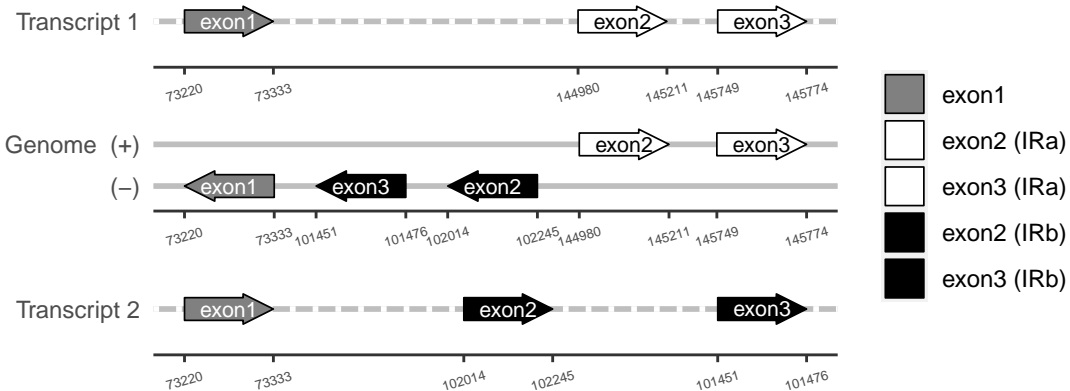 Transcript 1 exon1 exon2 exon3
73220 73333 144980 145211 145749 145774
Genome (+) exon2 exon3
(−) exon1 exon3 exon2
73220 73333 101451 101476 102014 102245 144980 145211 145749 145774
Transcript 2 exon1 exon2 exon3
73220 73333 102014 102245 101451 101476
exon1
exon2 (IRa)
exon3 (IRa)
exon2 (IRb)
exon3 (IRb)